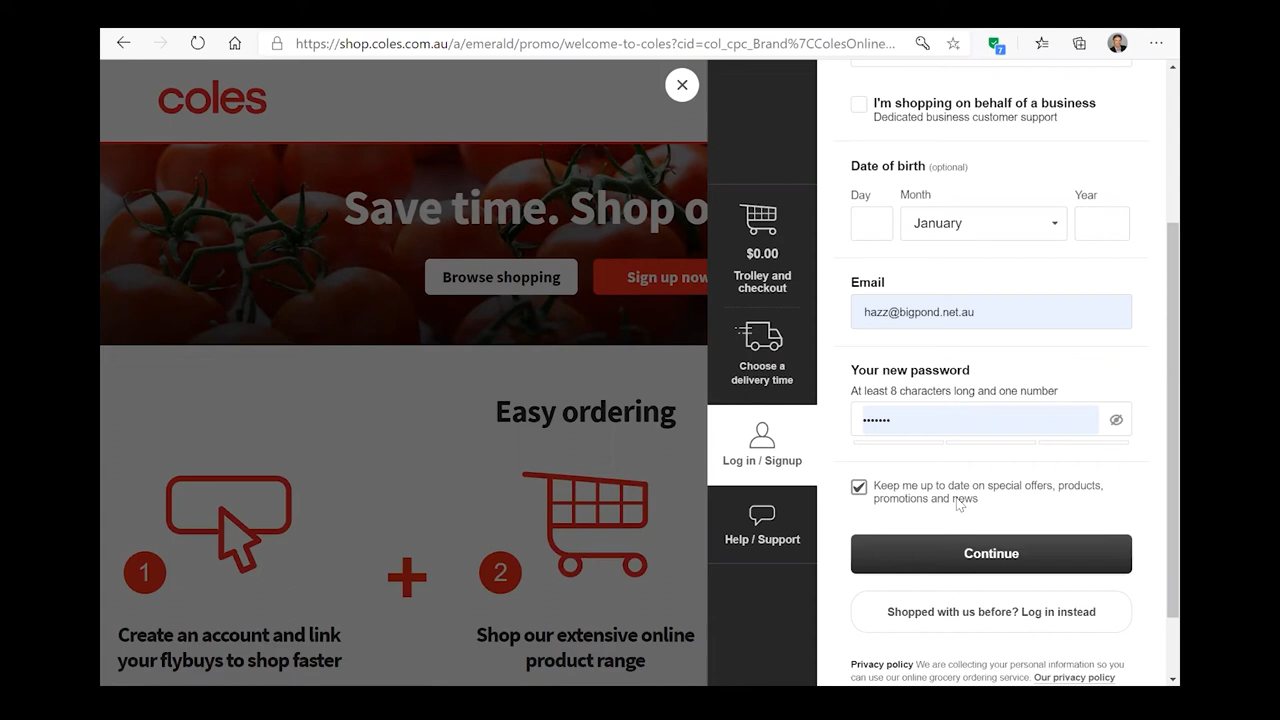 https://shop.coles.com.au/a/emerald/promo/welcome-to-coles?cid=col_cpc_Brand%7CColesOnline...
7
coles
Save time. Shop o
Browse shopping
Sign up now
Easy ordering
1
2
Create an account and link
your flybuys to shop faster
Shop our extensive online
product range
$0.00
Trolley and
checkout
Choose a
delivery time
Log in / Signup
Help / Support
I'm shopping on behalf of a business
Dedicated business customer support
Date of birth (optional)
Day Month Year
January
Email
hazz@bigpond.net.au
Your new password
At least 8 characters long and one number
•••••••
Keep me up to date on special offers, products,
promotions and news
Continue
Shopped with us before? Log in instead
Privacy policy We are collecting your personal information so you
can use our online grocery ordering service. Our privacy policy